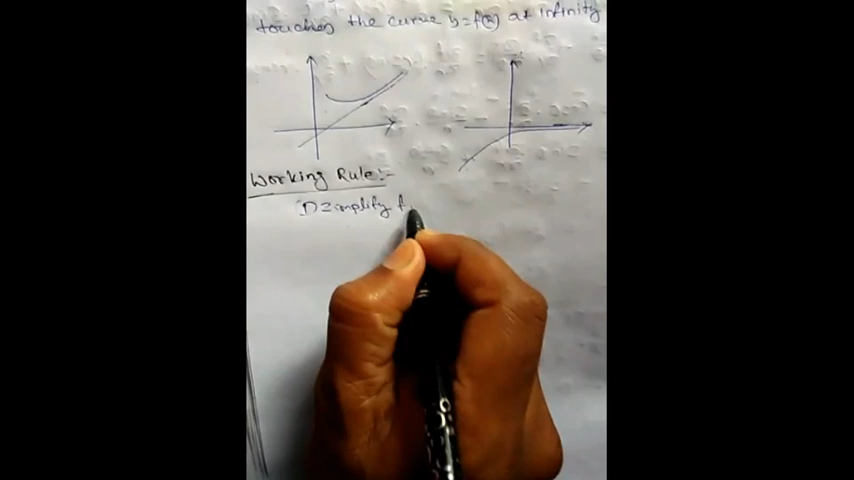 touches the curve y=f(x) at infinity
Working Rule:-
1) Simplify f